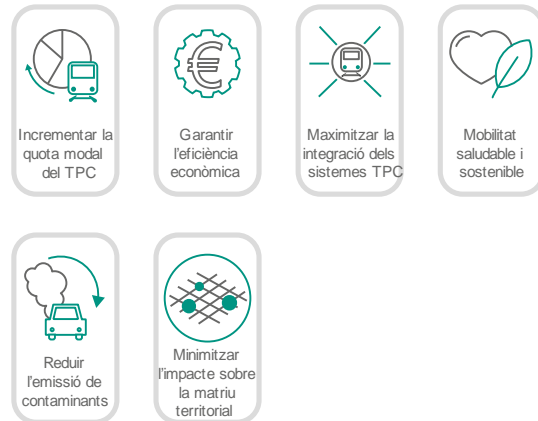 Incrementar la
quota modal
del TPC
Garantir
l'eficiència
econòmica
Maximitzar la
integració dels
sistemes TPC
Mobilitat
saludable i
sostenible
Reduir
l'emissió de
contaminants
Minimitzar
l'impacte sobre
la matriu
territorial